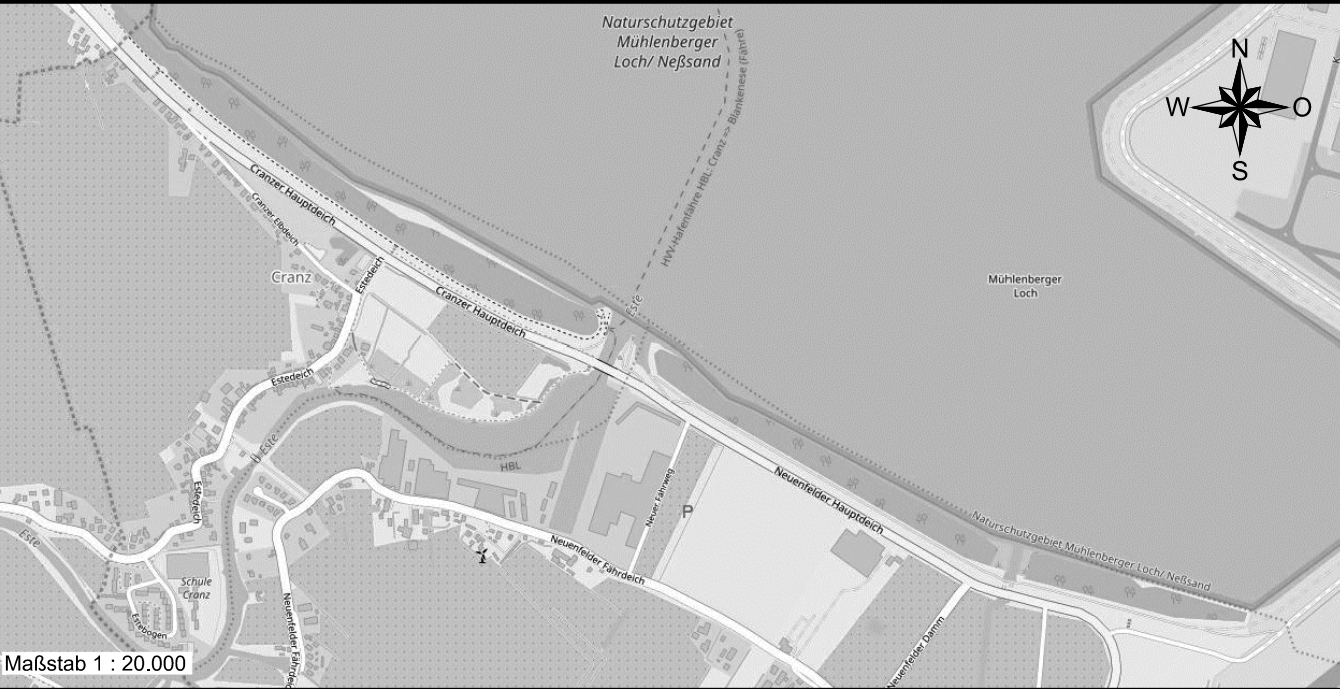 Naturschutzgebiet
Mühlenberger
Loch/ Neßsand
N
W
O
S
HVV-Hafenfähre HBL: Cranz => Blankenese (Fähre)
Cranzer Hauptdeich
Cranzer Elbdeich
Cranz
Estedeich
Mühlenberger
Loch
Cranzer Hauptdeich
Este
Estedeich
Este
HBL
Neuenfelder Hauptdeich
Neuer Fährweg
P
Estedeich
Naturschutzgebiet Mühlenberger Loch/ Neßsand
Este
Neuenfelder Fährdeich
Schule
Cranz
Estebogen
Neuenfelder Fährdeich
Neuenfelder Damm
Maßstab 1 : 20.000